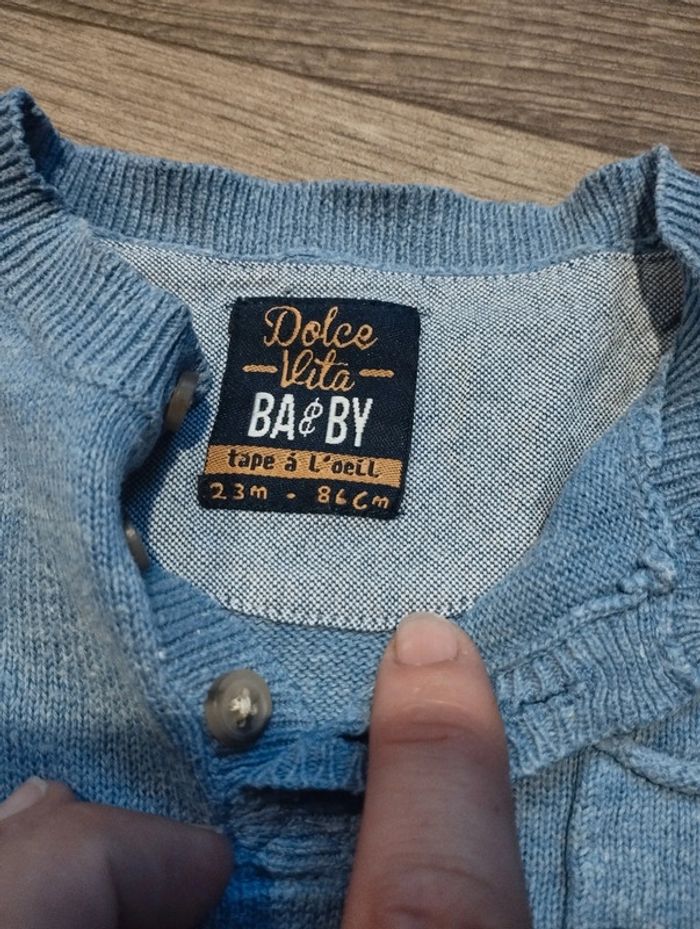 Dolce
Vita
BA&BY
tape à l'oeil
23m - 86cm